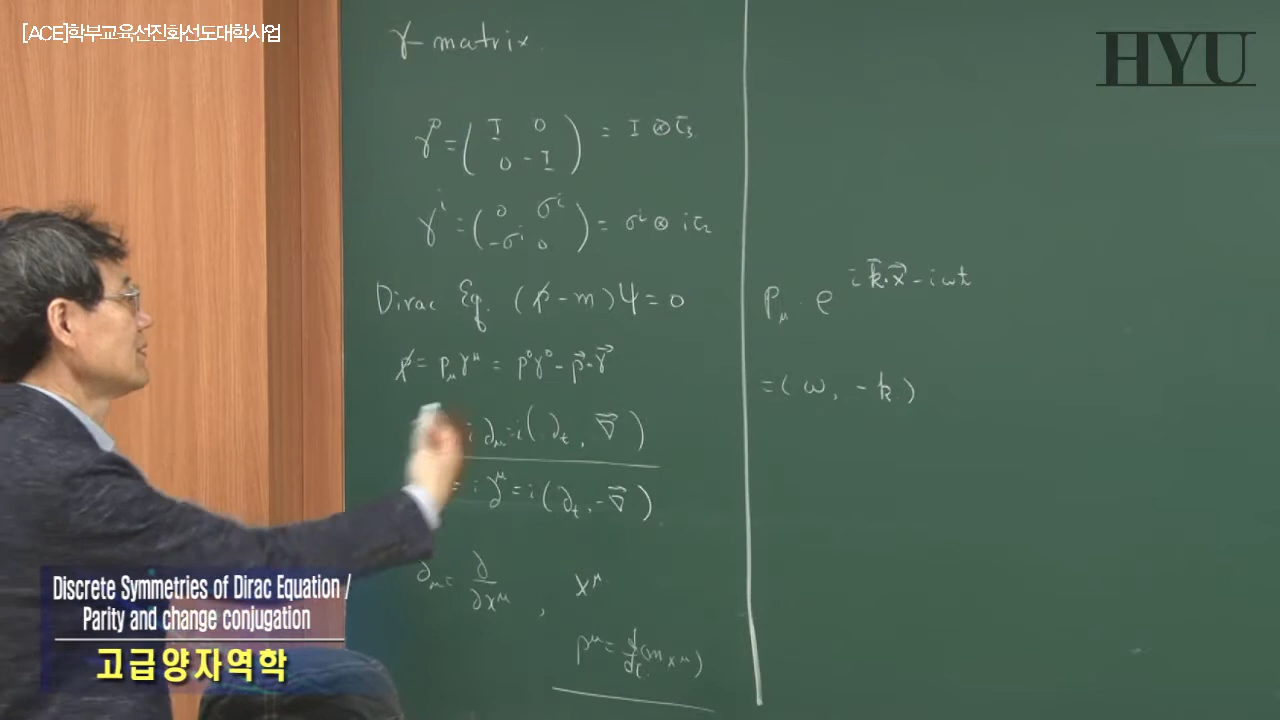 [ACE]학부교육선진화선도대학사업
HYU
γ-matrix.
γ⁰ = ( I 0 / 0 -I ) = I ⊗ τ₃
γⁱ = ( 0 σⁱ / -σⁱ 0 ) = σⁱ ⊗ iτ₂
Dirac Eq. (p̸ - m)Ψ = 0
p̸ = p_μ γ^μ = p⁰γ⁰ - p⃗·γ⃗
i∂_μ = i(∂_t, ∇⃗)
= i∂^μ = i(∂_t, -∇⃗)
∂_μ = ∂/∂x^μ , x^μ
p^μ = d/dτ (m x^μ)
P_μ · e^{i k⃗·x⃗ - iωt}
= (ω, -k)
Discrete Symmetries of Dirac Equation /
Parity and change conjugation
고급양자역학